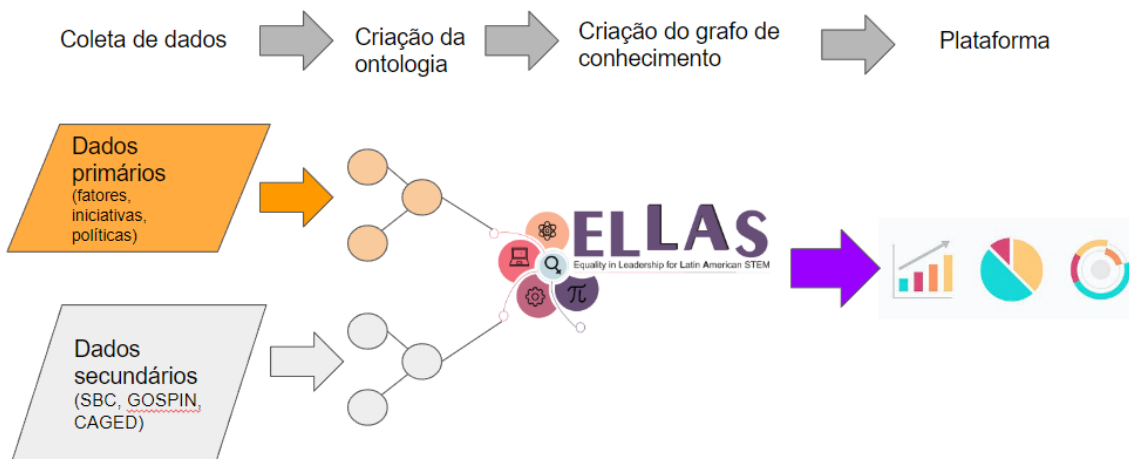 Coleta de dados
Criação da
ontologia
Criação do grafo de
conhecimento
Plataforma
Dados
primários
(fatores,
iniciativas,
políticas)
ELLAS
Equality in Leadership for Latin American STEM
π
Dados
secundários
(SBC, GOSPIN,
CAGED)